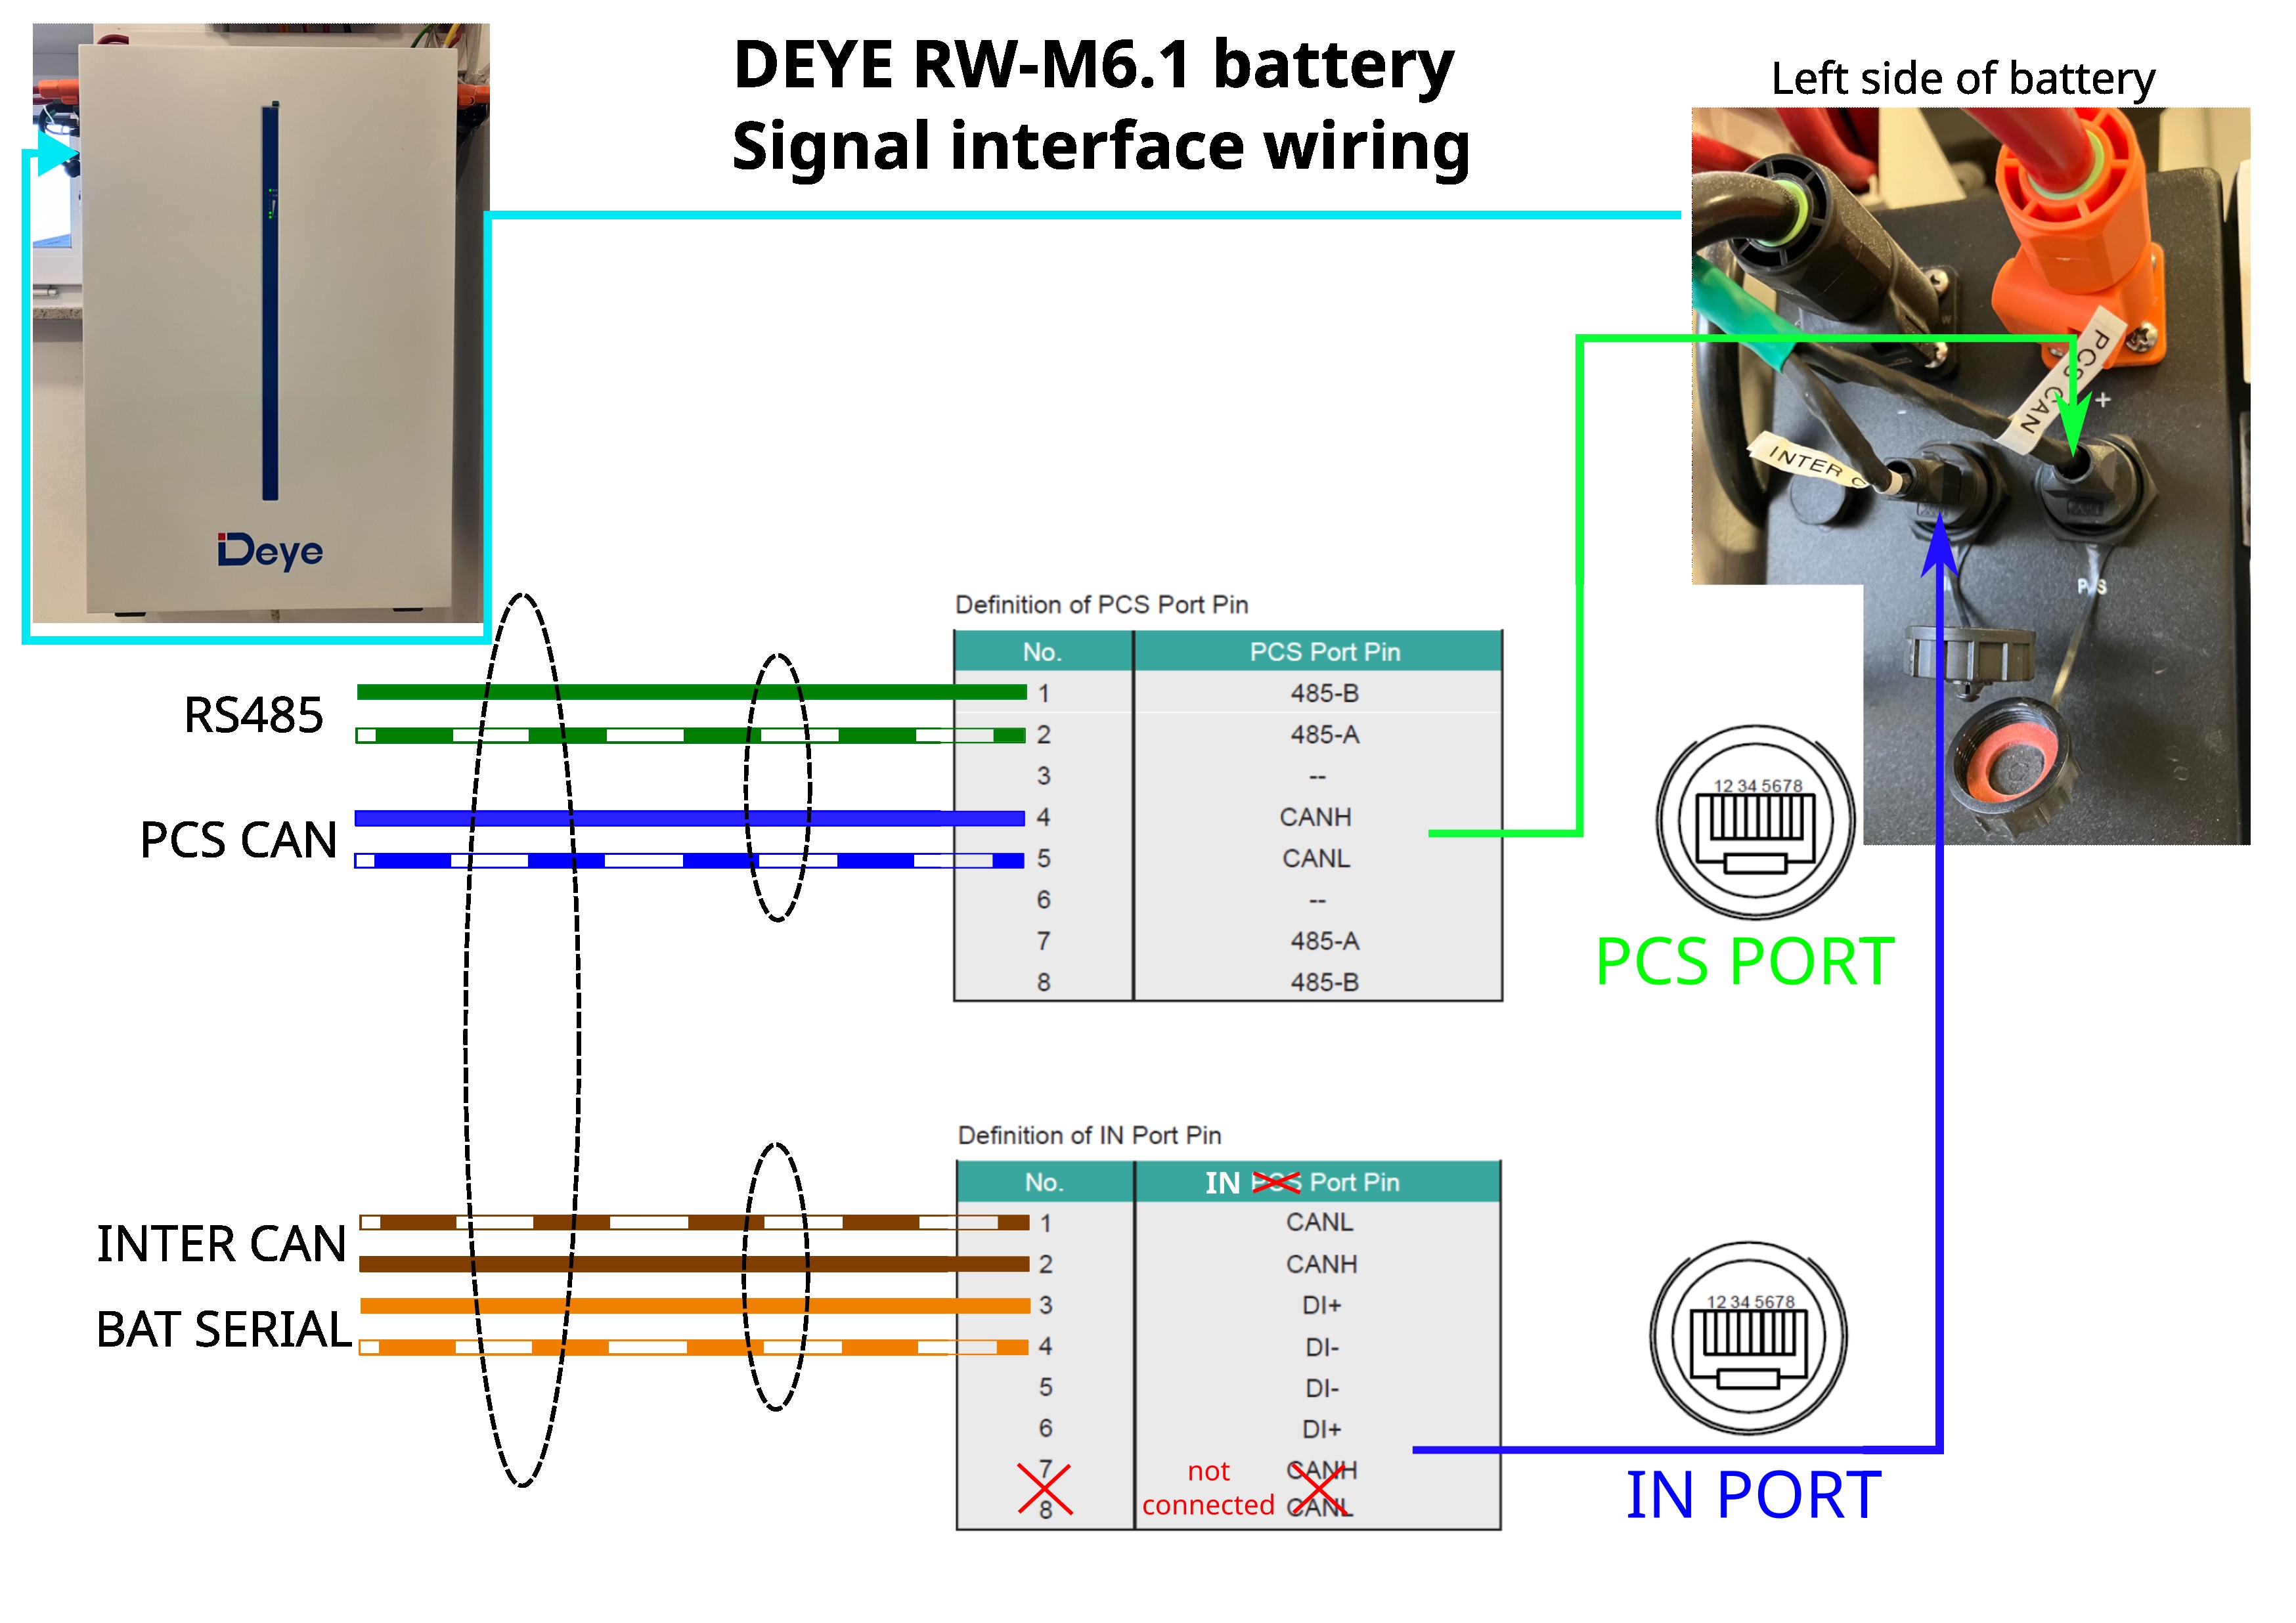 DEYE RW-M6.1 battery
Signal interface wiring
Left side of battery
Deye
PCS CAN
+
INTER C
Definition of PCS Port Pin
No. PCS Port Pin
1 485-B
2 485-A
3 --
4 CANH
5 CANL
6 --
7 485-A
8 485-B
RS485
PCS CAN
12 34 5678
PCS PORT
Definition of IN Port Pin
No. IN PCS Port Pin
1 CANL
2 CANH
3 DI+
4 DI-
5 DI-
6 DI+
7 not CANH
8 connected CANL
INTER CAN
BAT SERIAL
12 34 5678
IN PORT